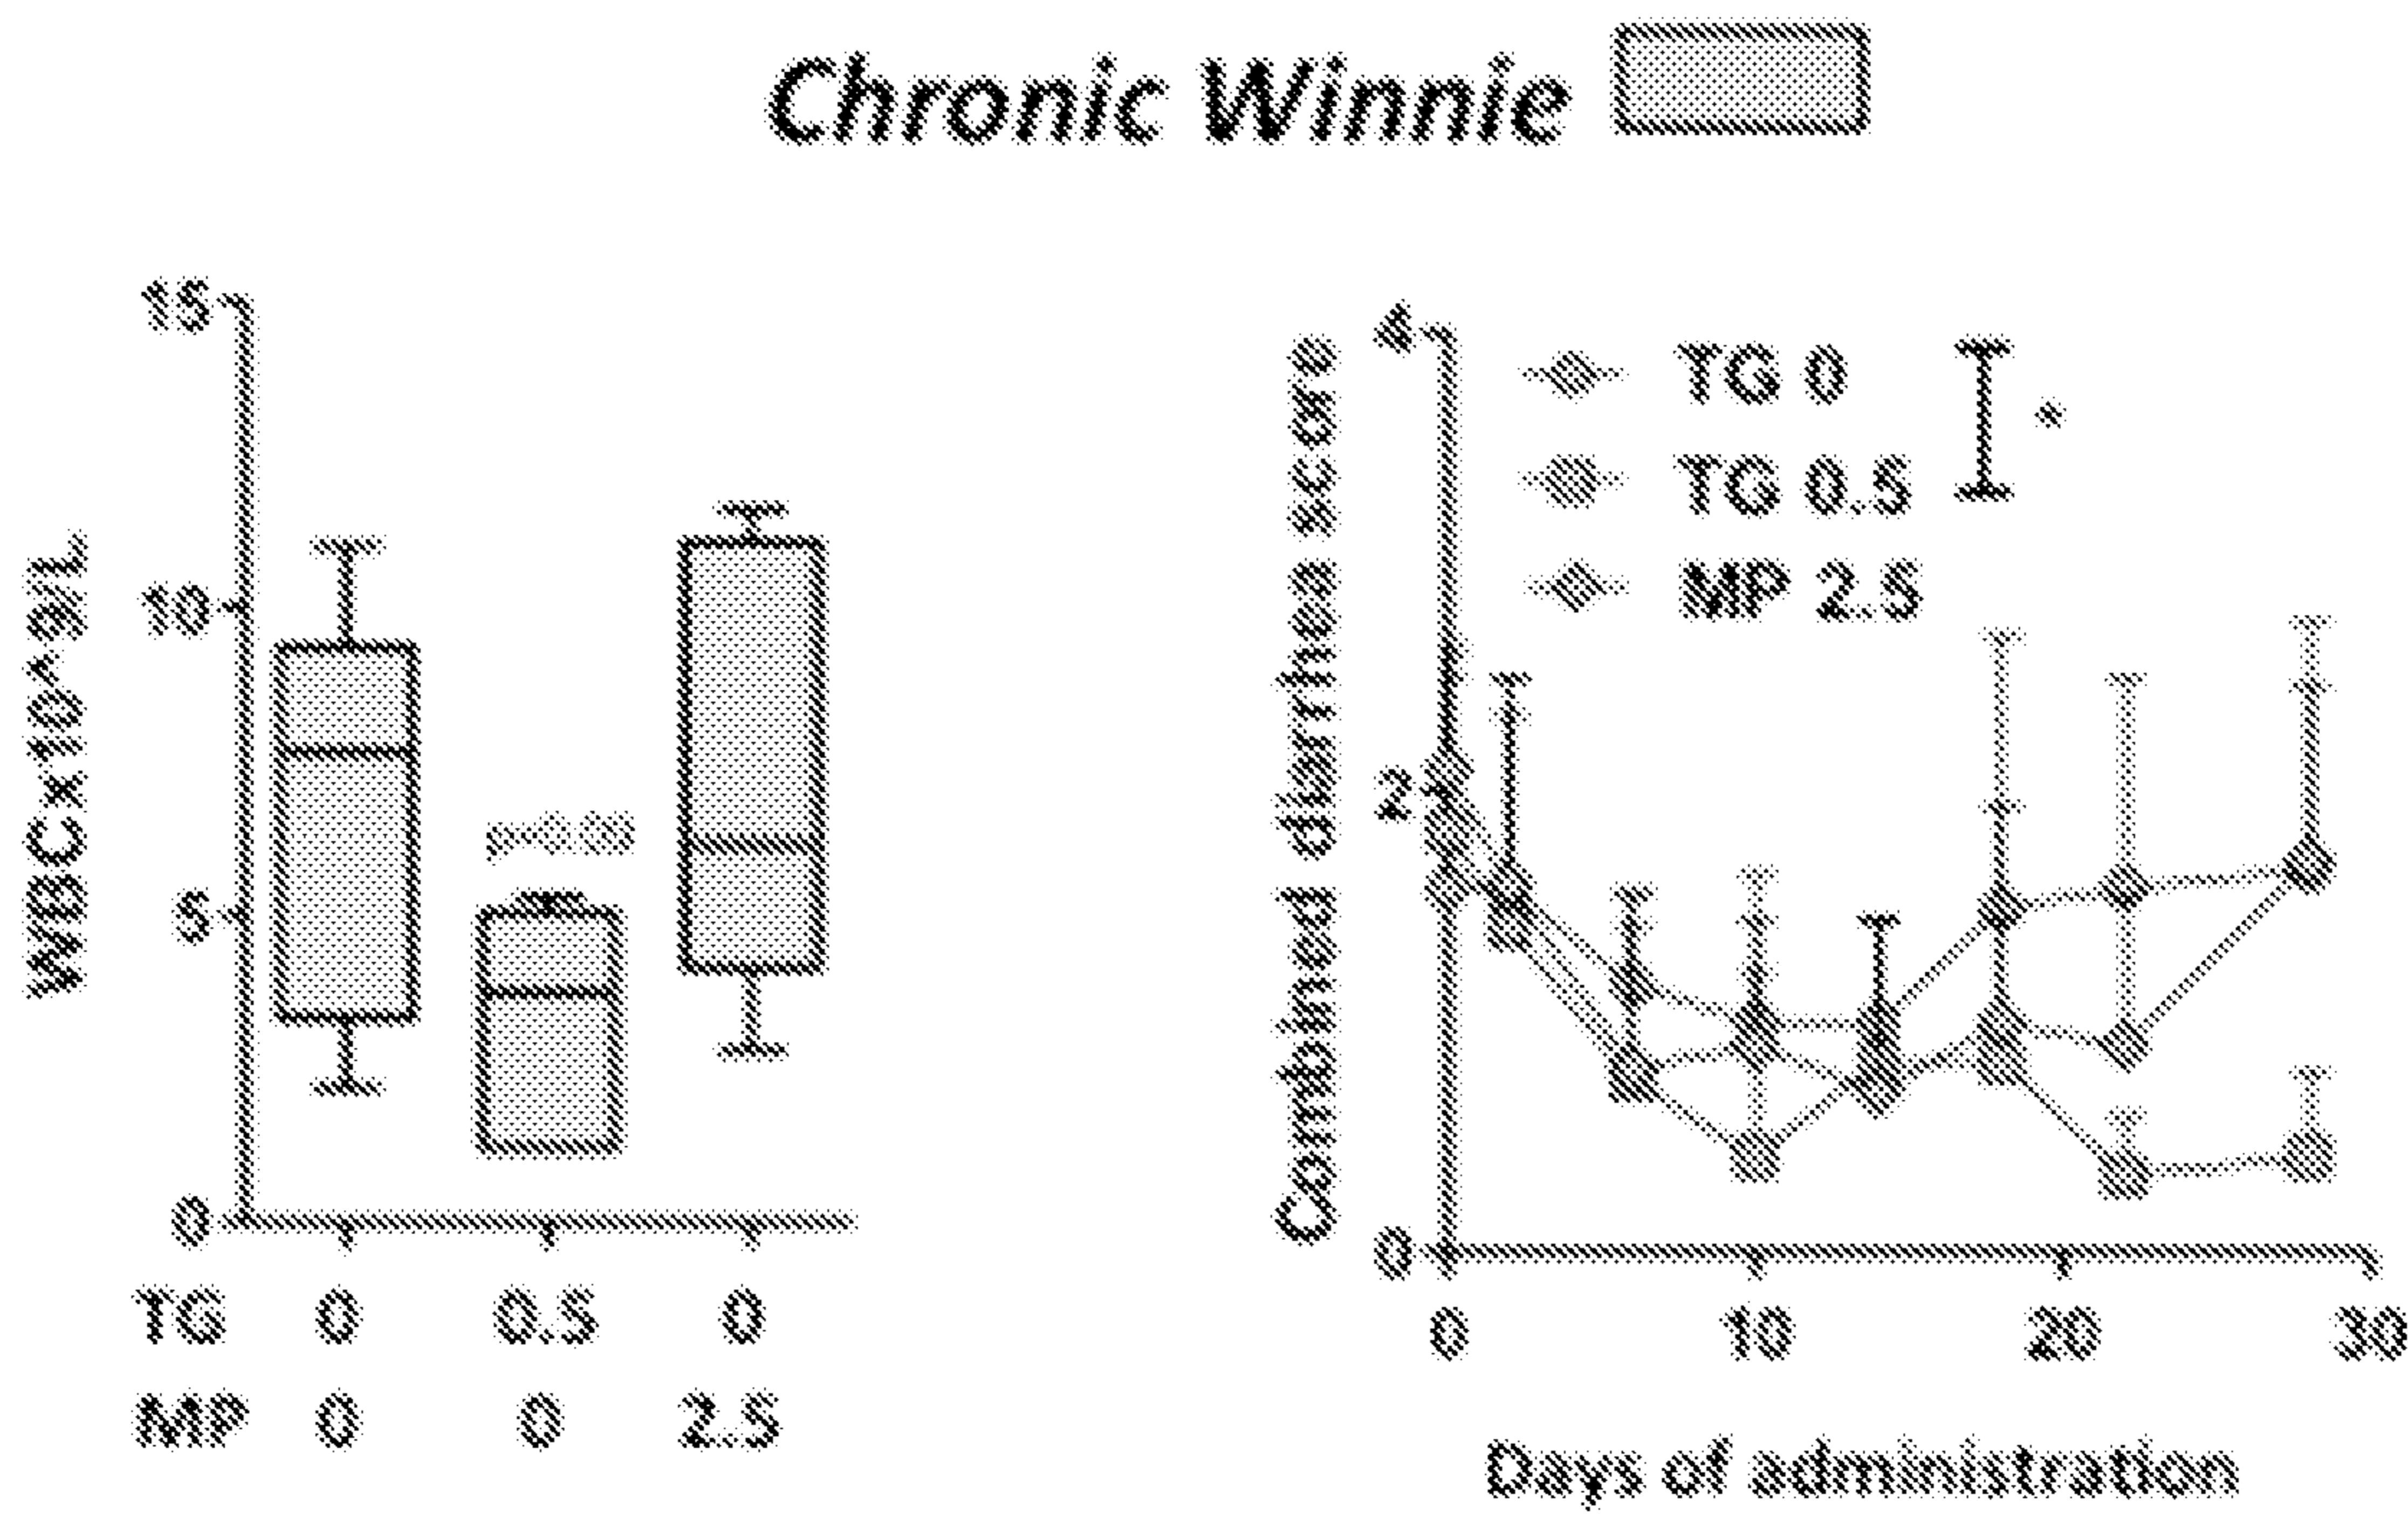 Chronic Winnie
WBC x 10^9/L
15
10
5
0
TG 0 0.5 0
MP 0 0 2.5
Combined diarrhea score
4
2
0
TG 0
TG 0.5
MP 2.5
*
0 10 20 30
Days of administration